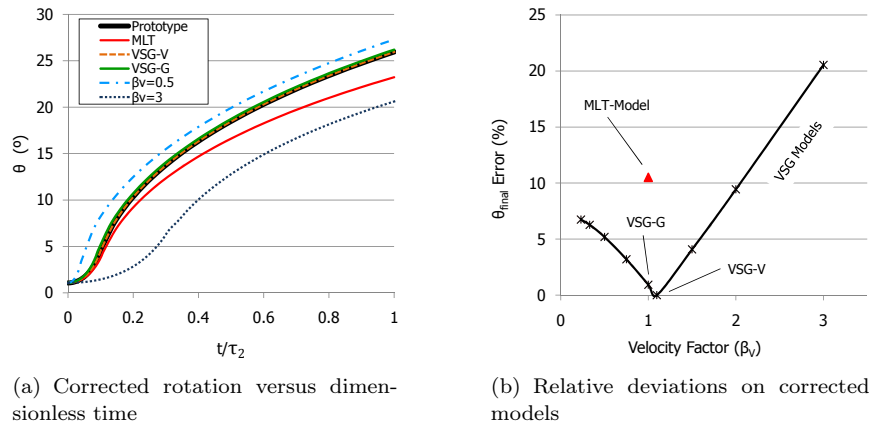 Prototype
MLT
VSG-V
VSG-G
βv=0.5
βv=3
30
25
20
15
10
5
0
θ (º)
0
0.2
0.4
0.6
0.8
1
t/τ₂
(a) Corrected rotation versus dimen-
sionless time
25
20
15
10
5
0
θfinal Error (%)
MLT-Model
VSG-G
VSG-V
VSG Models
0
1
2
3
Velocity Factor (βᵥ)
(b) Relative deviations on corrected
models